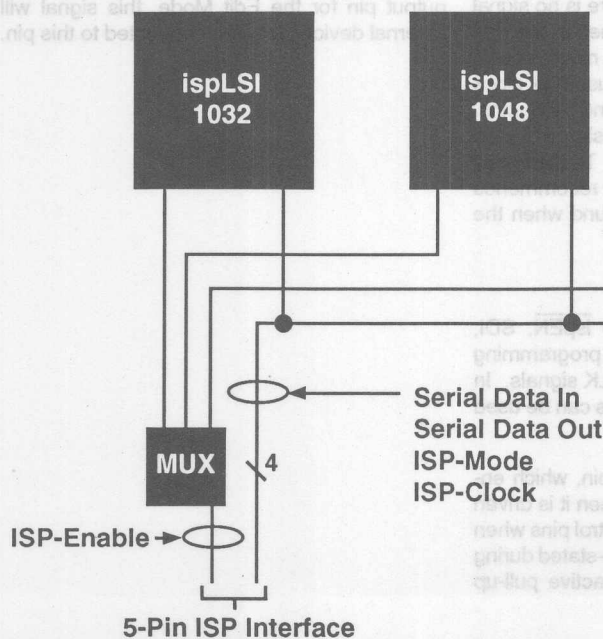 ispLSI
1032
ispLSI
1048
Serial Data In
Serial Data Out
ISP-Mode
ISP-Clock
MUX
4
ISP-Enable
5-Pin ISP Interface